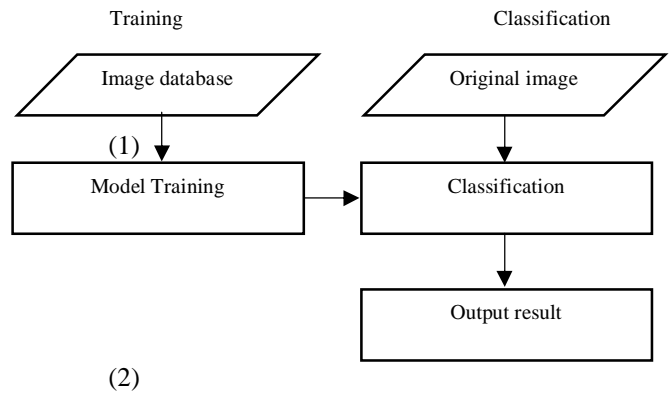 Training
Classification
Image database
Original image
(1)
Model Training
Classification
Output result
(2)